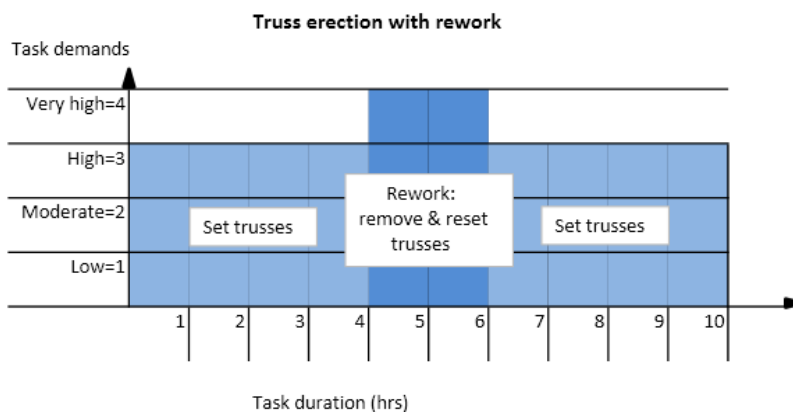 Truss erection with rework
Task demands
Very high=4
High=3
Moderate=2
Low=1
Set trusses
Rework:
remove & reset
trusses
Set trusses
1 2 3 4 5 6 7 8 9 10
Task duration (hrs)